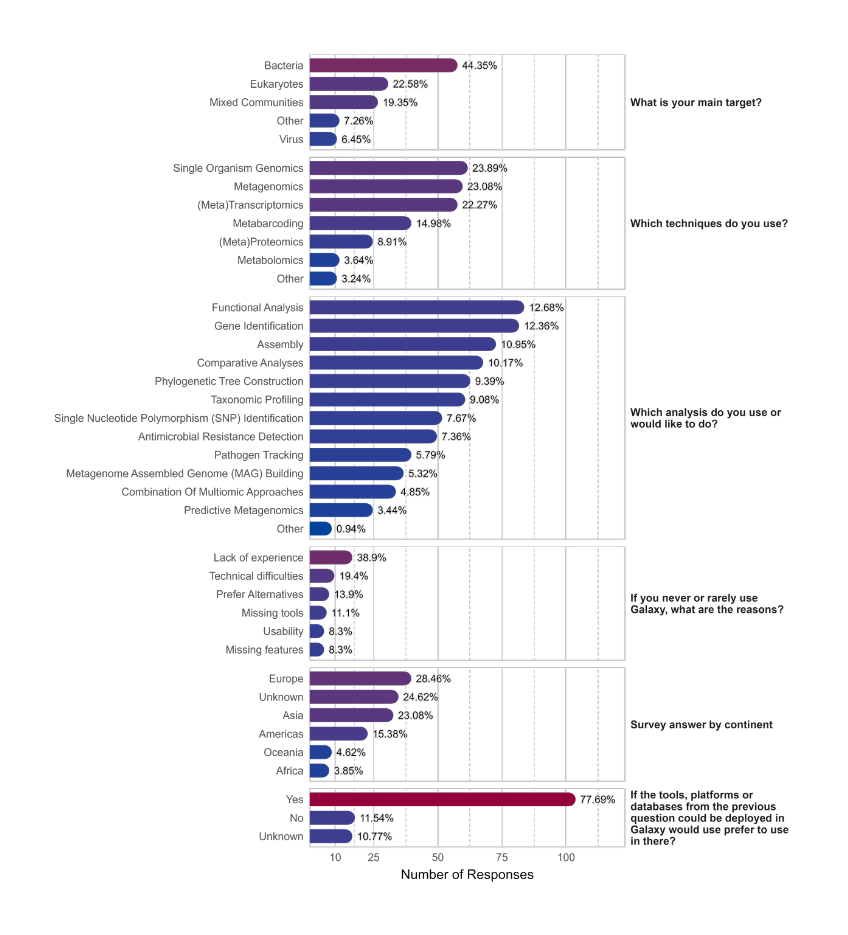 Bacteria 44.35%
Eukaryotes 22.58%
Mixed Communities 19.35%
Other 7.26%
Virus 6.45%
What is your main target?
Single Organism Genomics 23.89%
Metagenomics 23.08%
(Meta)Transcriptomics 22.27%
Metabarcoding 14.98%
(Meta)Proteomics 8.91%
Metabolomics 3.64%
Other 3.24%
Which techniques do you use?
Functional Analysis 12.68%
Gene Identification 12.36%
Assembly 10.95%
Comparative Analyses 10.17%
Phylogenetic Tree Construction 9.39%
Taxonomic Profiling 9.08%
Single Nucleotide Polymorphism (SNP) Identification 7.67%
Antimicrobial Resistance Detection 7.36%
Pathogen Tracking 5.79%
Metagenome Assembled Genome (MAG) Building 5.32%
Combination Of Multiomic Approaches 4.85%
Predictive Metagenomics 3.44%
Other 0.94%
Which analysis do you use or
would like to do?
Lack of experience 38.9%
Technical difficulties 19.4%
Prefer Alternatives 13.9%
Missing tools 11.1%
Usability 8.3%
Missing features 8.3%
If you never or rarely use
Galaxy, what are the reasons?
Europe 28.46%
Unknown 24.62%
Asia 23.08%
Americas 15.38%
Oceania 4.62%
Africa 3.85%
Survey answer by continent
Yes 77.69%
No 11.54%
Unknown 10.77%
If the tools, platforms or
databases from the previous
question could be deployed in
Galaxy would use prefer to use
in there?
10 25 50 75 100
Number of Responses